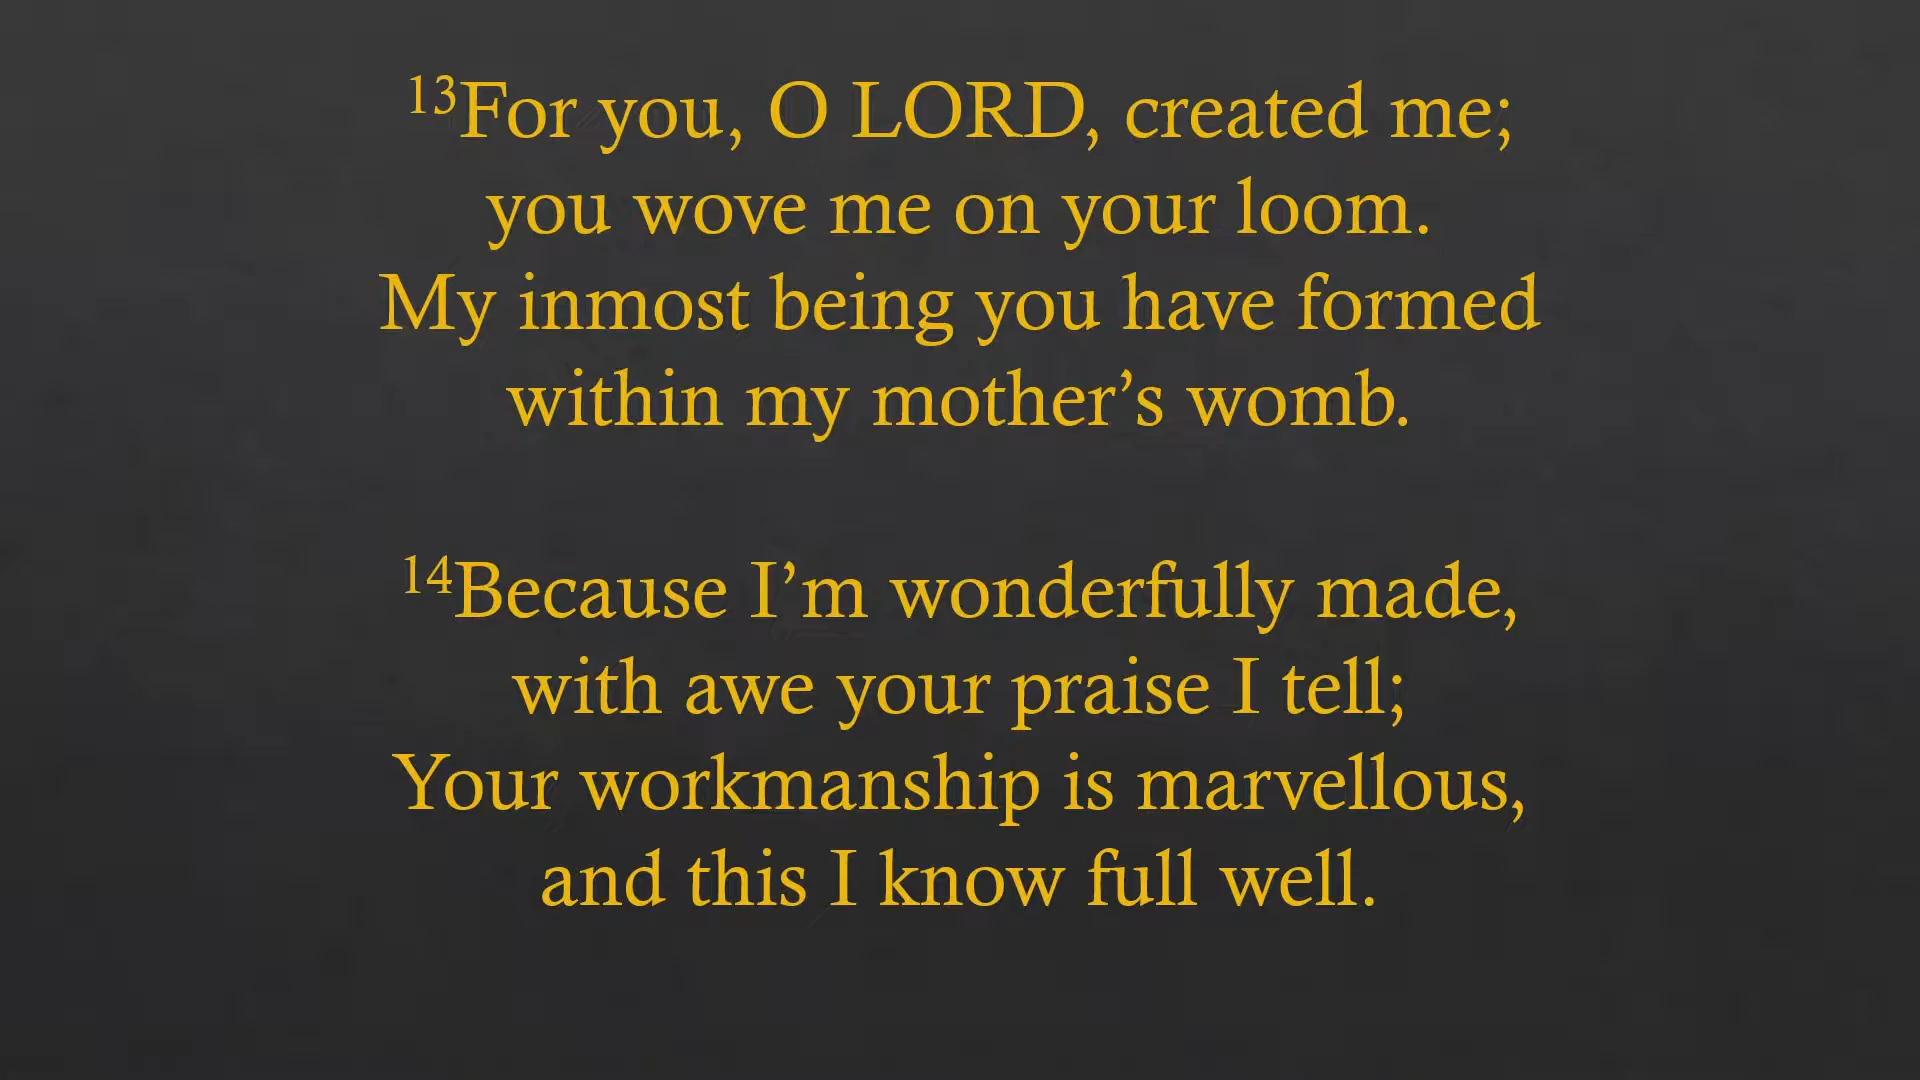 13For you, O LORD, created me;
you wove me on your loom.
My inmost being you have formed
within my mother’s womb.
14Because I’m wonderfully made,
with awe your praise I tell;
Your workmanship is marvellous,
and this I know full well.